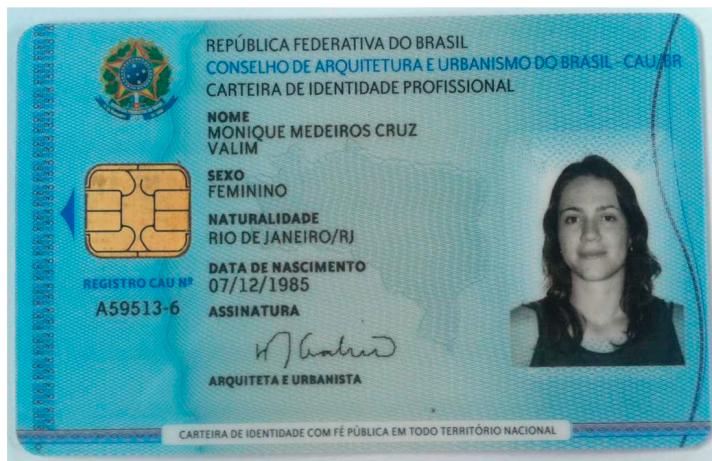 REPÚBLICA FEDERATIVA DO BRASIL
CONSELHO DE ARQUITETURA E URBANISMO DO BRASIL - CAU/BR
CARTEIRA DE IDENTIDADE PROFISSIONAL
NOME
MONIQUE MEDEIROS CRUZ
VALIM
SEXO
FEMININO
NATURALIDADE
RIO DE JANEIRO/RJ
DATA DE NASCIMENTO
07/12/1985
REGISTRO CAU Nº
A59513-6
ASSINATURA
ARQUITETA E URBANISTA
CARTEIRA DE IDENTIDADE COM FÉ PÚBLICA EM TODO TERRITÓRIO NACIONAL